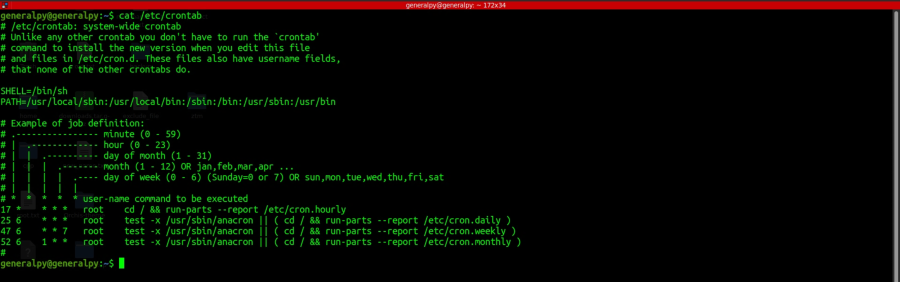 generalpy@generalpy: ~ 172x34
generalpy@generalpy:~$ cat /etc/crontab
# /etc/crontab: system-wide crontab
# Unlike any other crontab you don't have to run the `crontab'
# command to install the new version when you edit this file
# and files in /etc/cron.d. These files also have username fields,
# that none of the other crontabs do.

SHELL=/bin/sh
PATH=/usr/local/sbin:/usr/local/bin:/sbin:/bin:/usr/sbin:/usr/bin

# Example of job definition:
# .---------------- minute (0 - 59)
# |  .------------- hour (0 - 23)
# |  |  .---------- day of month (1 - 31)
# |  |  |  .------- month (1 - 12) OR jan,feb,mar,apr ...
# |  |  |  |  .---- day of week (0 - 6) (Sunday=0 or 7) OR sun,mon,tue,wed,thu,fri,sat
# |  |  |  |  |
# *  *  *  *  * user-name command to be executed
17 *    * * *   root    cd / && run-parts --report /etc/cron.hourly
25 6    * * *   root    test -x /usr/sbin/anacron || ( cd / && run-parts --report /etc/cron.daily )
47 6    * * 7   root    test -x /usr/sbin/anacron || ( cd / && run-parts --report /etc/cron.weekly )
52 6    1 * *   root    test -x /usr/sbin/anacron || ( cd / && run-parts --report /etc/cron.monthly )
#
generalpy@generalpy:~$